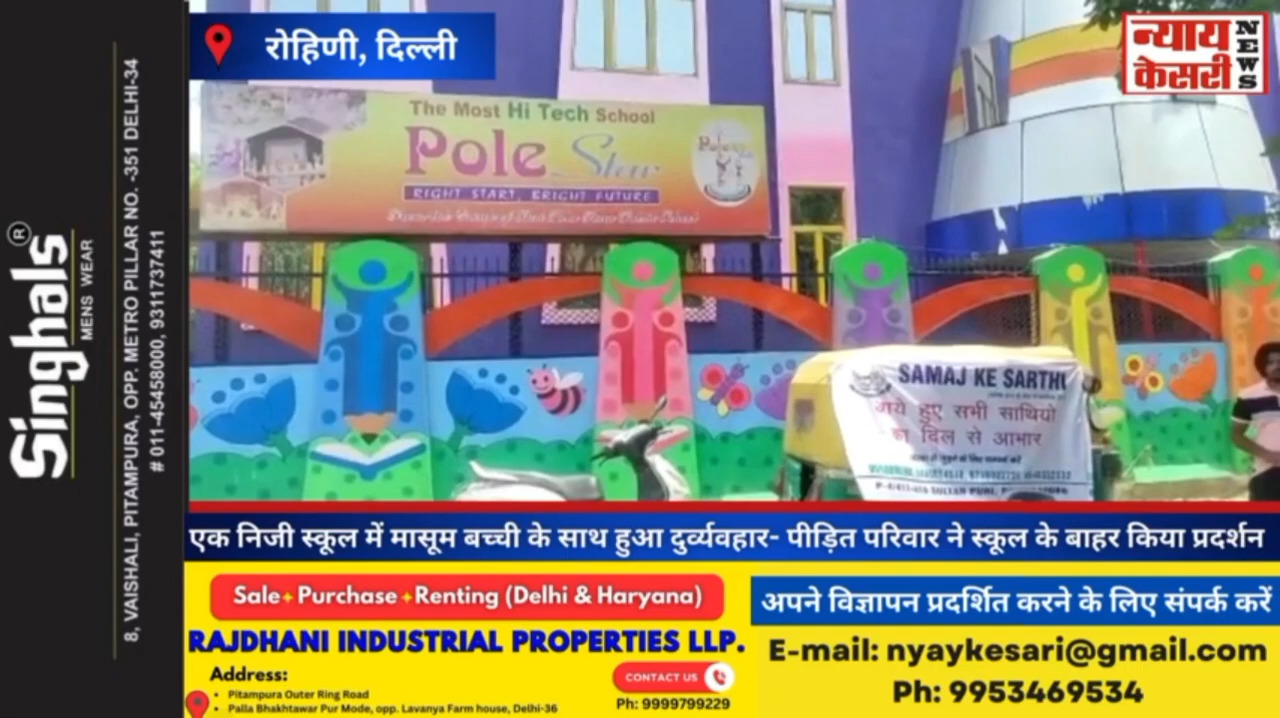 रोहिणी, दिल्ली
न्याय
केसरी
NEWS
The Most Hi Tech School
Pole Star
RIGHT START, BRIGHT FUTURE
SAMAJ KE SARTHI
हुए सभी साथियो
दिल से आभार
एक निजी स्कूल में मासूम बच्ची के साथ हुआ दुर्व्यवहार- पीड़ित परिवार ने स्कूल के बाहर किया प्रदर्शन
Singhals®
MENS WEAR
8, VAISHALI, PITAMPURA, OPP. METRO PILLAR NO. -351 DELHI-34
# 011-45458000, 9311737411
Sale+Purchase+Renting (Delhi & Haryana)
RAJDHANI INDUSTRIAL PROPERTIES LLP.
Address:
• Pitampura Outer Ring Road
• Palla Bhakhtawar Pur Mode, opp. Lavanya Farm house, Delhi-36
CONTACT US
Ph: 9999799229
अपने विज्ञापन प्रदर्शित करने के लिए संपर्क करें
E-mail: nyaykesari@gmail.com
Ph: 9953469534